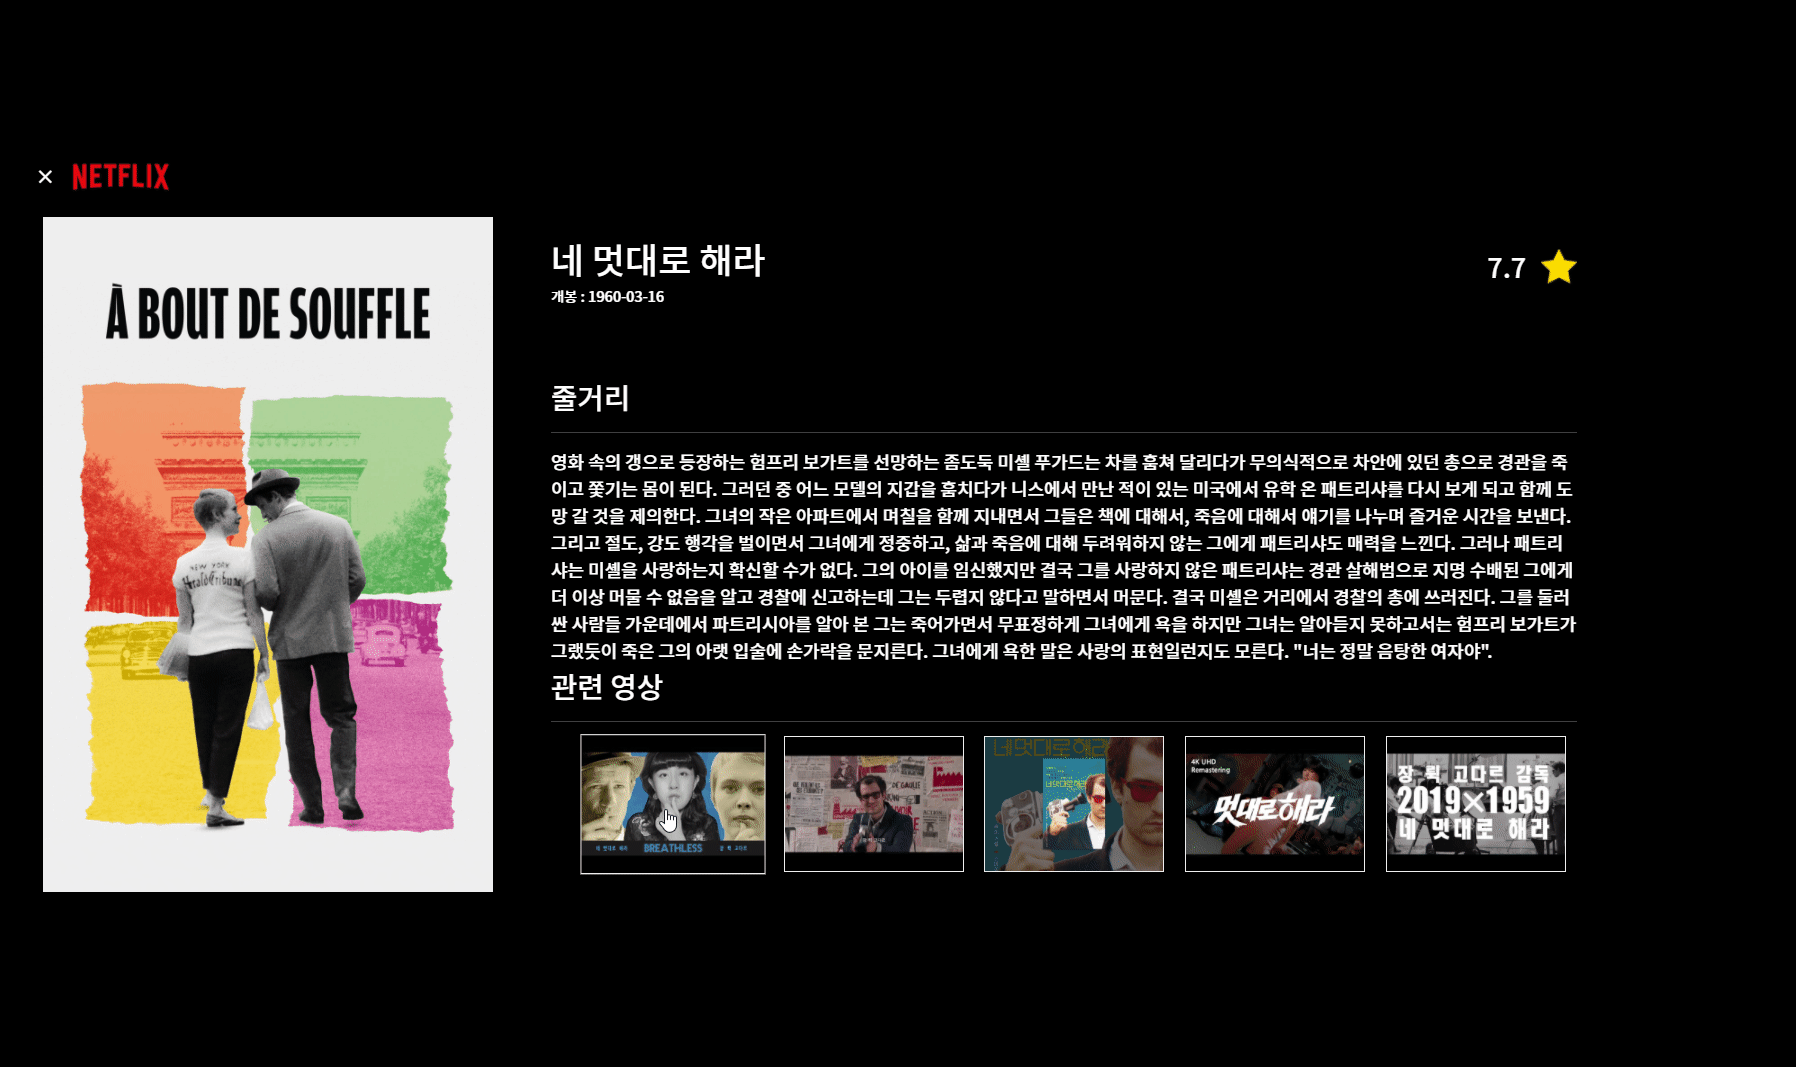 × NETFLIX
À BOUT DE SOUFFLE
NEW YORK
Herald Tribune
네 멋대로 해라
7.7
개봉 : 1960-03-16
줄거리
영화 속의 갱으로 등장하는 험프리 보가트를 선망하는 좀도둑 미셸 푸가드는 차를 훔쳐 달리다가 무의식적으로 차안에 있던 총으로 경관을 죽
이고 쫓기는 몸이 된다. 그러던 중 어느 모델의 지갑을 훔치다가 니스에서 만난 적이 있는 미국에서 유학 온 패트리샤를 다시 보게 되고 함께 도
망 갈 것을 제의한다. 그녀의 작은 아파트에서 며칠을 함께 지내면서 그들은 책에 대해서, 죽음에 대해서 얘기를 나누며 즐거운 시간을 보낸다.
그리고 절도, 강도 행각을 벌이면서 그녀에게 정중하고, 삶과 죽음에 대해 두려워하지 않는 그에게 패트리샤도 매력을 느낀다. 그러나 패트리
샤는 미셸을 사랑하는지 확신할 수가 없다. 그의 아이를 임신했지만 결국 그를 사랑하지 않은 패트리샤는 경관 살해범으로 지명 수배된 그에게
더 이상 머물 수 없음을 알고 경찰에 신고하는데 그는 두렵지 않다고 말하면서 머문다. 결국 미셸은 거리에서 경찰의 총에 쓰러진다. 그를 둘러
싼 사람들 가운데에서 파트리시아를 알아 본 그는 죽어가면서 무표정하게 그녀에게 욕을 하지만 그녀는 알아듣지 못하고서는 험프리 보가트가
그랬듯이 죽은 그의 아랫 입술에 손가락을 문지른다. 그녀에게 욕한 말은 사랑의 표현일런지도 모른다. "너는 정말 음탕한 여자야".
관련 영상
네 멋대로 해라
BREATHLESS
장 뤽 고다르
DE GAULLE
네 멋대로 해라
네 멋대로 해라
4K UHD
Remastering
멋대로 해라
장 뤽 고다르 감독
2019×1959
네 멋대로 해라